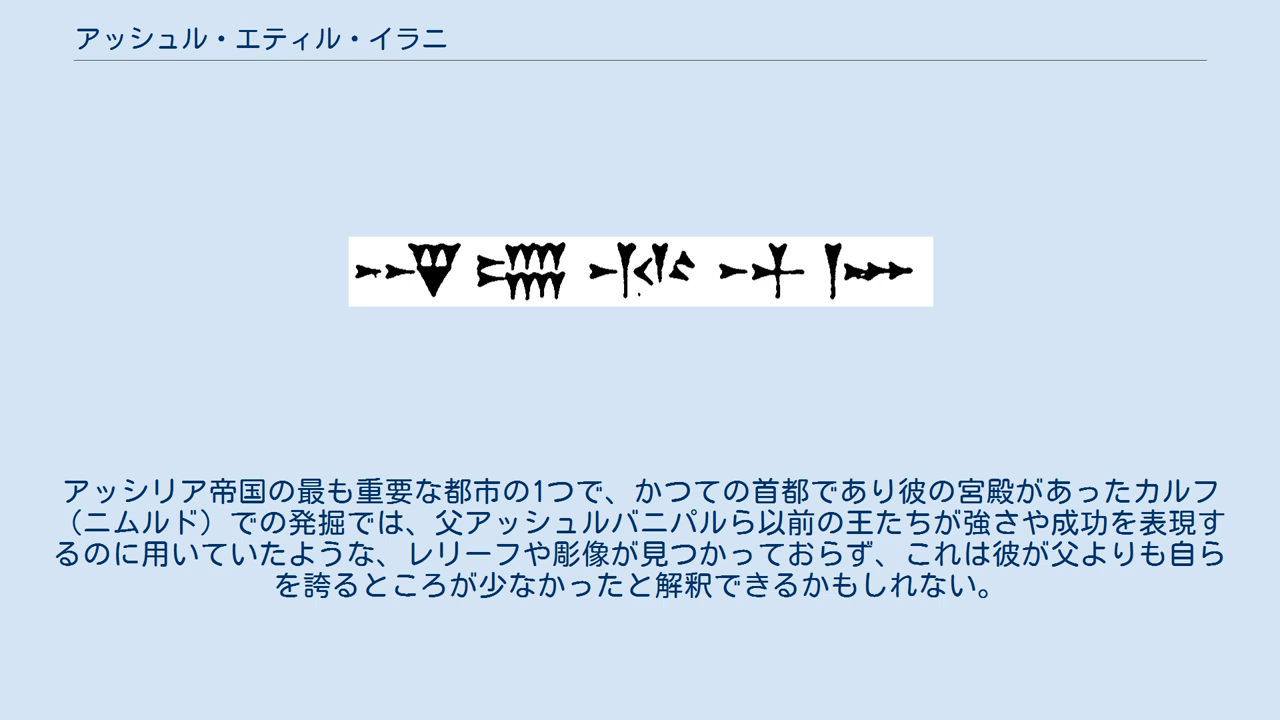 アッシュル・エティル・イラニ
アッシリア帝国の最も重要な都市の1つで、かつての首都であり彼の宮殿があったカルフ
（ニムルド）での発掘では、父アッシュルバニパルら以前の王たちが強さや成功を表現す
るのに用いていたような、レリーフや彫像が見つかっておらず、これは彼が父よりも自ら
を誇るところが少なかったと解釈できるかもしれない。